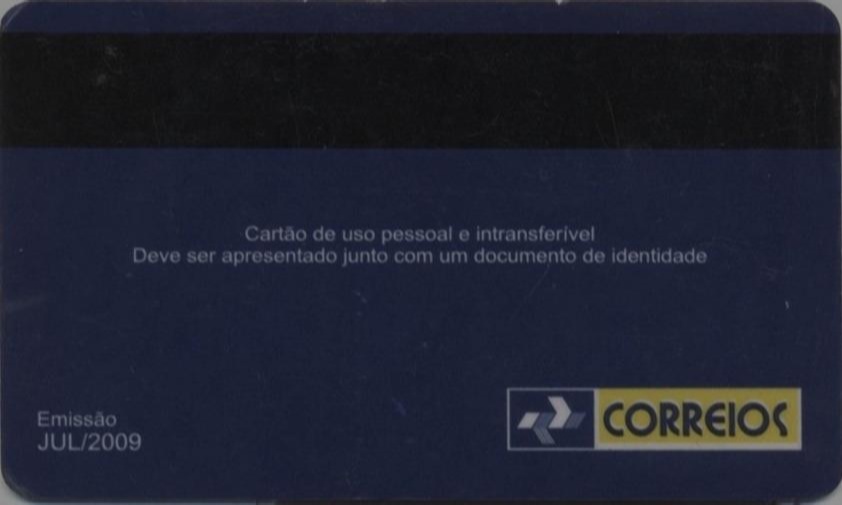 Cartão de uso pessoal e intransferível
Deve ser apresentado junto com um documento de identidade
Emissão
JUL/2009
CORREIOS